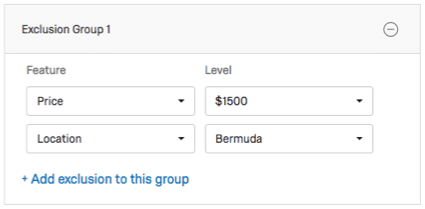 Exclusion Group 1
Feature Level
Price $1500
Location Bermuda
+ Add exclusion to this group